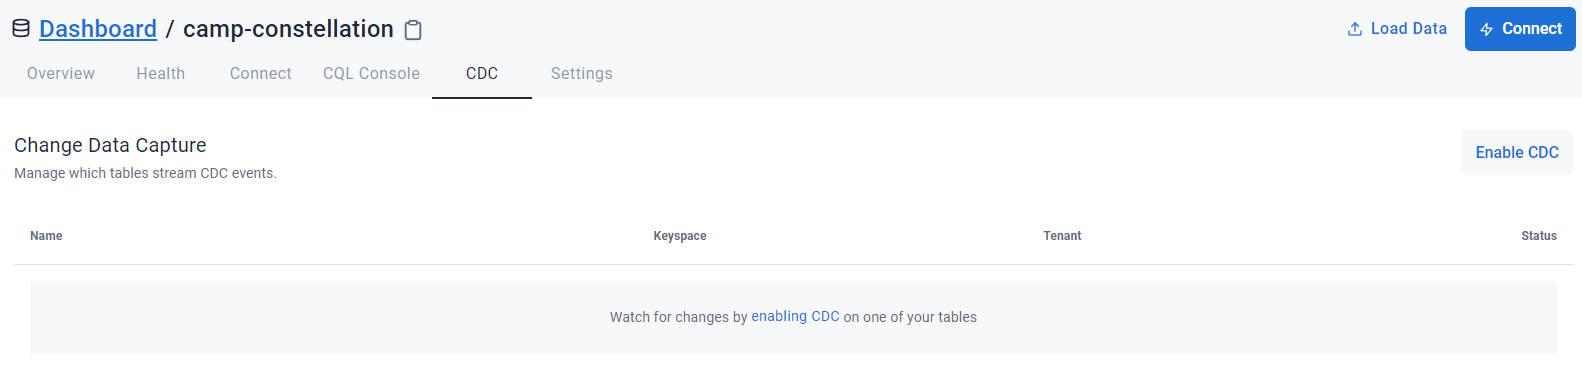 Dashboard / camp-constellation
Load Data
Connect
Overview Health Connect CQL Console CDC Settings
Change Data Capture
Enable CDC
Manage which tables stream CDC events.
Name Keyspace Tenant Status
Watch for changes by enabling CDC on one of your tables